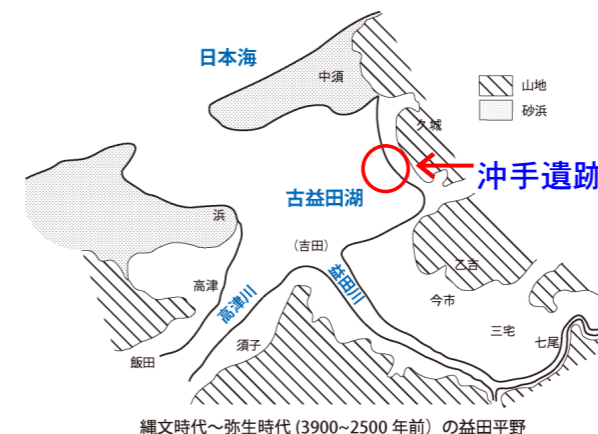 日本海
中須
山地
砂浜
久城
沖手遺跡
古益田湖
浜
(吉田)
乙吉
高津
高津川
益田川
今市
須子
三宅
七尾
飯田
縄文時代～弥生時代 (3900~2500 年前）の益田平野